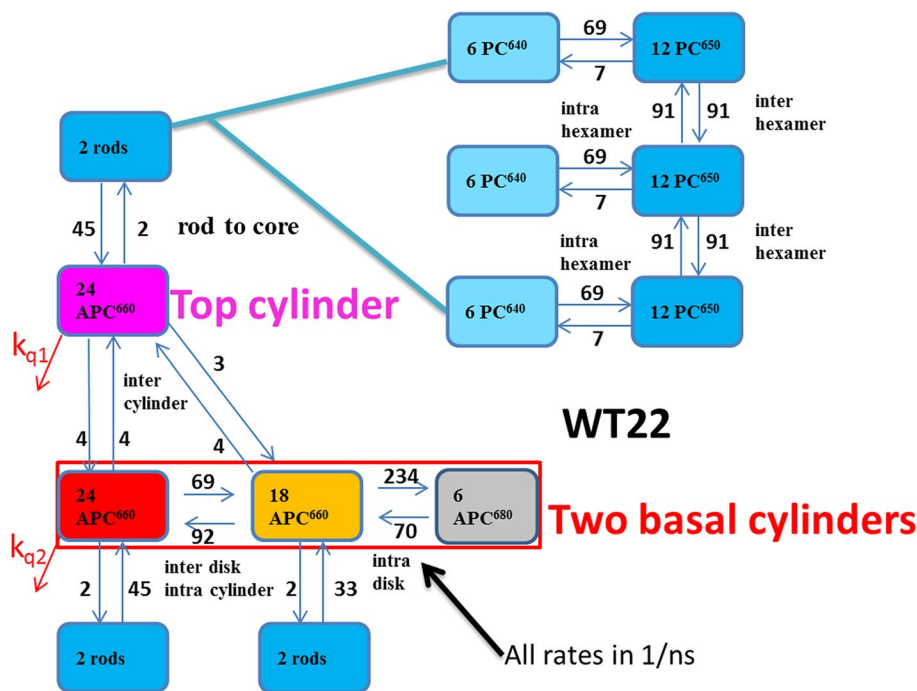 6 PC⁶⁴⁰
69
7
12 PC⁶⁵⁰
intra
hexamer
91
91
inter
hexamer
2 rods
6 PC⁶⁴⁰
69
7
12 PC⁶⁵⁰
45
2
rod to core
intra
hexamer
91
91
inter
hexamer
24
APC⁶⁶⁰
Top cylinder
6 PC⁶⁴⁰
69
7
12 PC⁶⁵⁰
kq1
inter
cylinder
3
4
4
4
WT22
24
APC⁶⁶⁰
69
92
18
APC⁶⁶⁰
234
70
6
APC⁶⁸⁰
Two basal cylinders
kq2
2
45
inter disk
intra cylinder
2
33
intra
disk
2 rods
2 rods
All rates in 1/ns